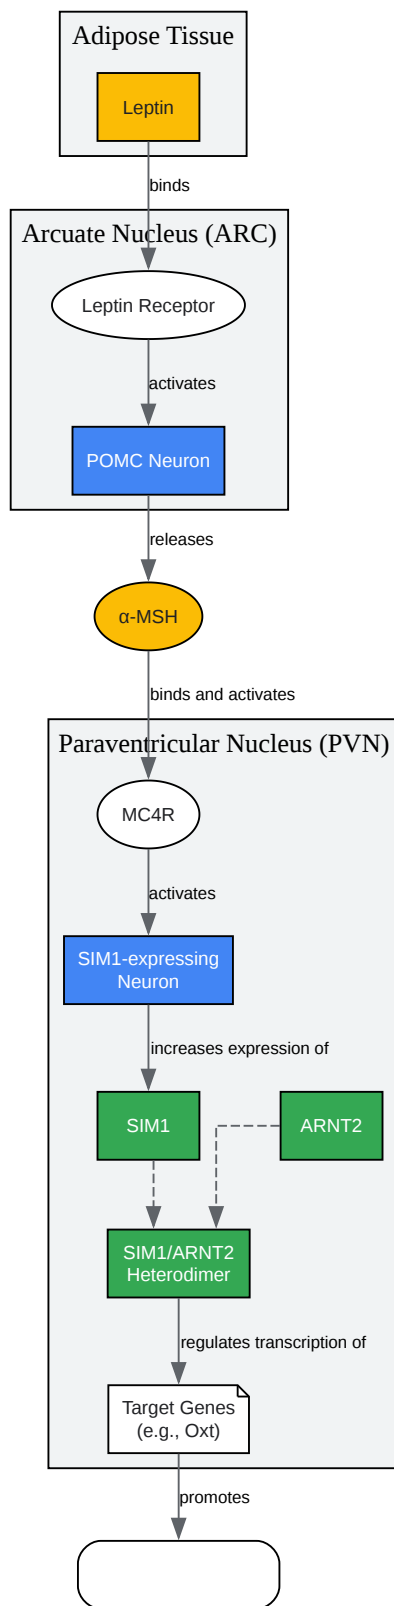 Adipose Tissue
Leptin
binds
Arcuate Nucleus (ARC)
Leptin Receptor
activates
POMC Neuron
releases
α-MSH
binds and activates
Paraventricular Nucleus (PVN)
MC4R
activates
SIM1-expressing
Neuron
increases expression of
SIM1
ARNT2
SIM1/ARNT2
Heterodimer
regulates transcription of
Target Genes
(e.g., Oxt)
promotes